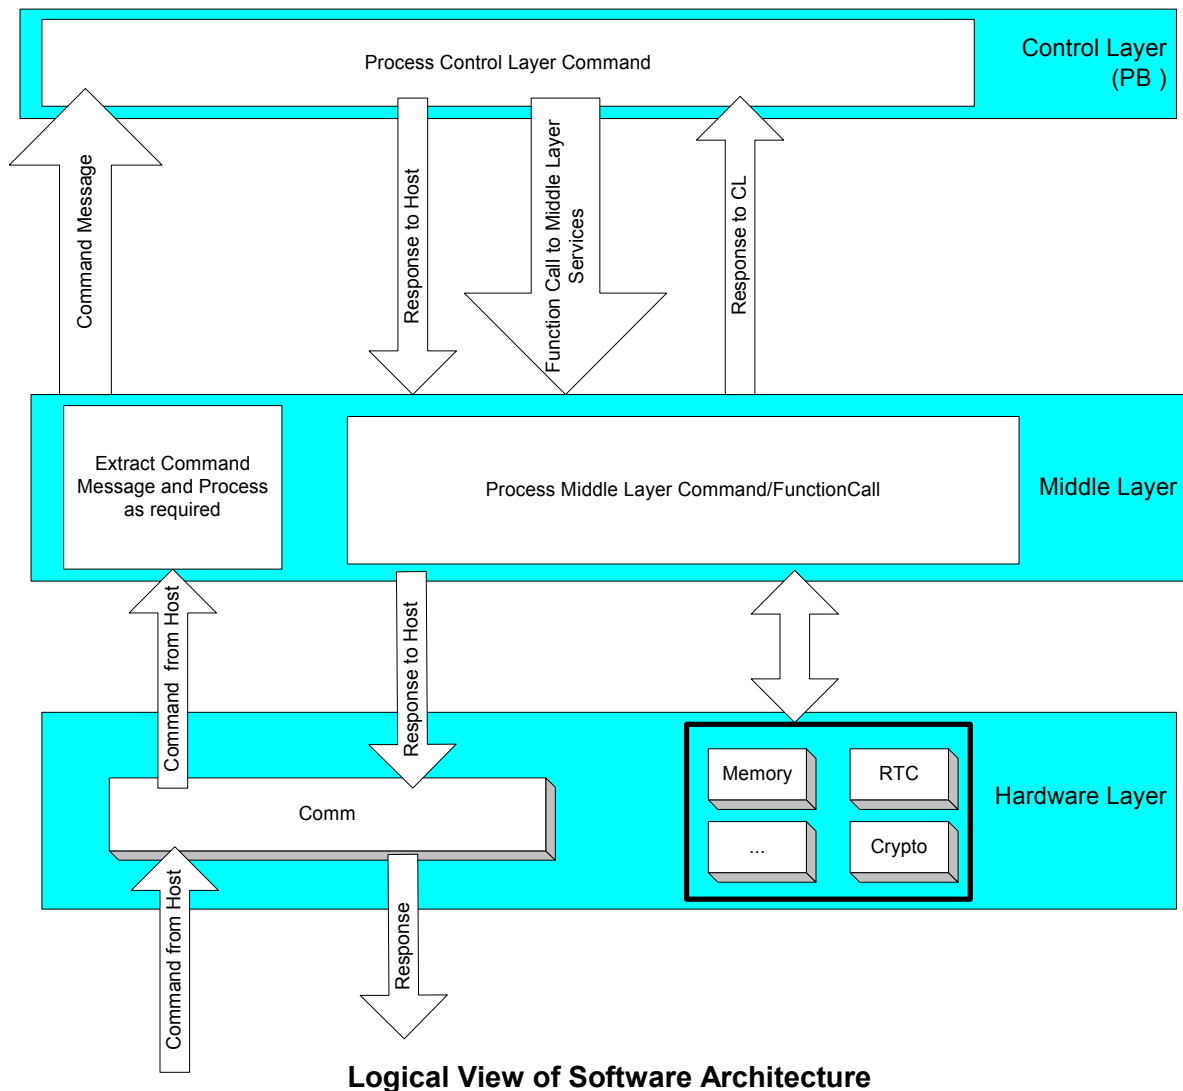 Process Control Layer Command
Control Layer
(PB )
Command Message
Response to Host
Function Call to Middle Layer
Services
Response to CL
Extract Command
Message and Process
as required
Process Middle Layer Command/FunctionCall
Middle Layer
Command  from Host
Response to Host
Memory
RTC
...
Crypto
Hardware Layer
Comm
Command from Host
Response
Logical View of Software Architecture